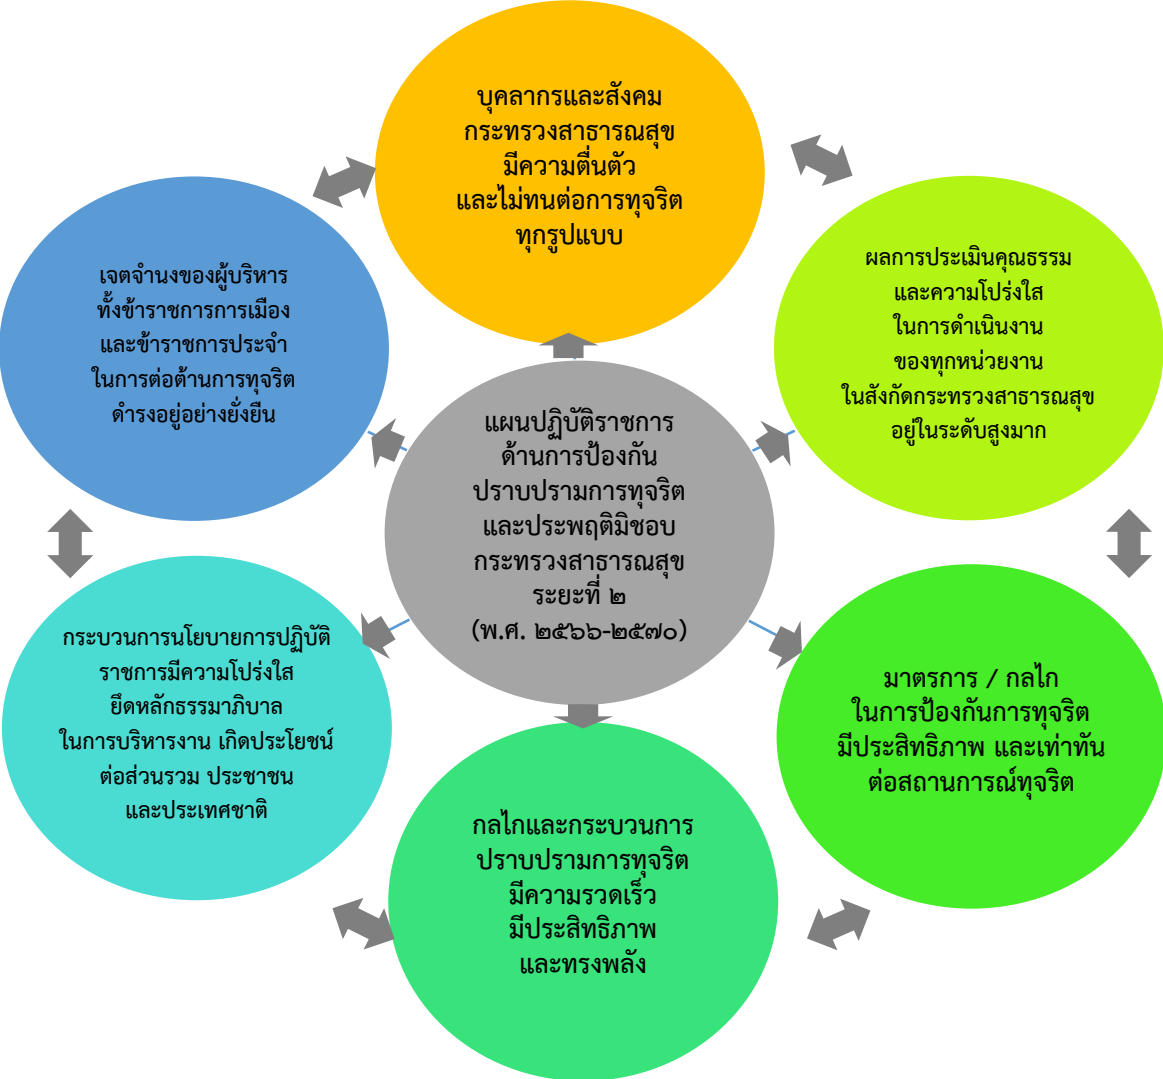 บุคลากรและสังคม
กระทรวงสาธารณสุข
มีความตื่นตัว
และไม่ทนต่อการทุจริต
ทุกรูปแบบ
ผลการประเมินคุณธรรม
และความโปร่งใส
ในการดำเนินงาน
ของทุกหน่วยงาน
ในสังกัดกระทรวงสาธารณสุข
อยู่ในระดับสูงมาก
มาตรการ / กลไก
ในการป้องกันการทุจริต
มีประสิทธิภาพ และเท่าทัน
ต่อสถานการณ์ทุจริต
กลไกและกระบวนการ
ปราบปรามการทุจริต
มีความรวดเร็ว
มีประสิทธิภาพ
และทรงพลัง
กระบวนการนโยบายการปฏิบัติ
ราชการมีความโปร่งใส
ยึดหลักธรรมาภิบาล
ในการบริหารงาน เกิดประโยชน์
ต่อส่วนรวม ประชาชน
และประเทศชาติ
เจตจำนงของผู้บริหาร
ทั้งข้าราชการการเมือง
และข้าราชการประจำ
ในการต่อต้านการทุจริต
ดำรงอยู่อย่างยั่งยืน
แผนปฏิบัติราชการ
ด้านการป้องกัน
ปราบปรามการทุจริต
และประพฤติมิชอบ
กระทรวงสาธารณสุข
ระยะที่ ๒
(พ.ศ. ๒๕๖๖-๒๕๗๐)